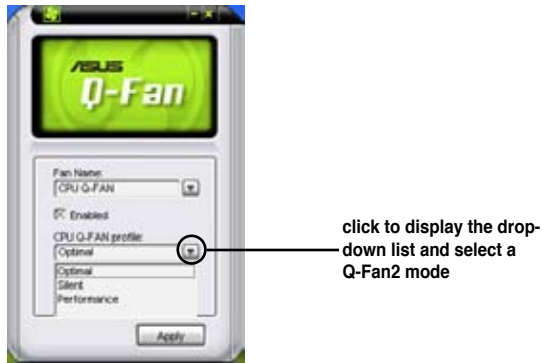 ASUS
Q-Fan
Fan Name:
CPU Q-FAN
Enabled
CPU Q-FAN profile:
Optimal
Optimal
Silent
Performance
Apply
click to display the drop-
down list and select a
Q-Fan2 mode